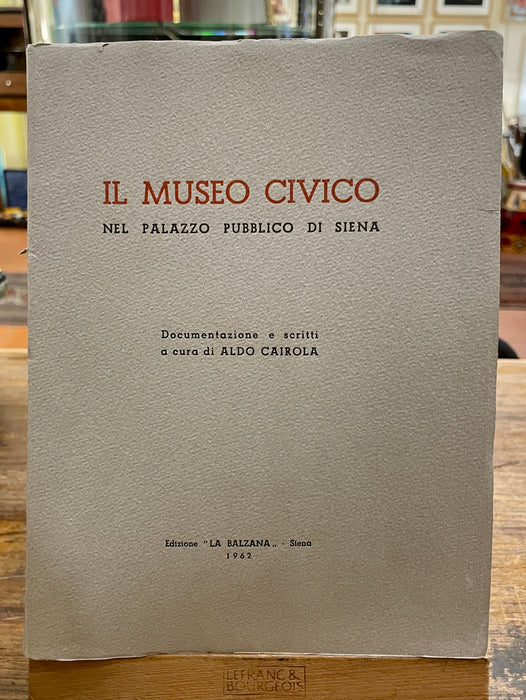 IL MUSEO CIVICO
NEL PALAZZO PUBBLICO DI SIENA
Documentazione e scritti
a cura di ALDO CAIROLA
Edizione "LA BALZANA„ - Siena
1962
LEFRANC &
BOURGEOIS